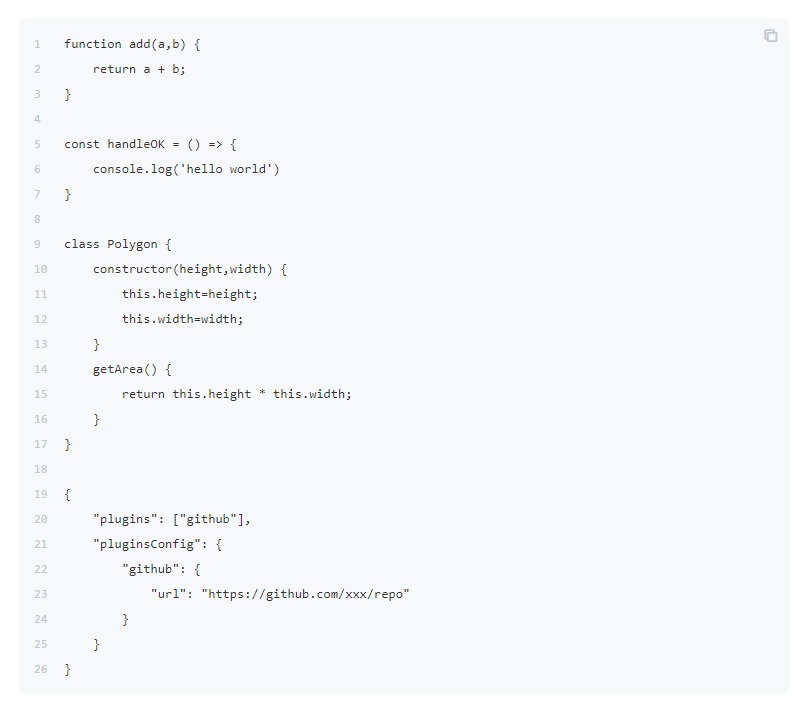 1 function add(a,b) {
2     return a + b;
3 }
4
5 const handleOK = () => {
6     console.log('hello world')
7 }
8
9 class Polygon {
10     constructor(height,width) {
11         this.height=height;
12         this.width=width;
13     }
14     getArea() {
15         return this.height * this.width;
16     }
17 }
18
19 {
20     "plugins": ["github"],
21     "pluginsConfig": {
22         "github": {
23             "url": "https://github.com/xxx/repo"
24         }
25     }
26 }